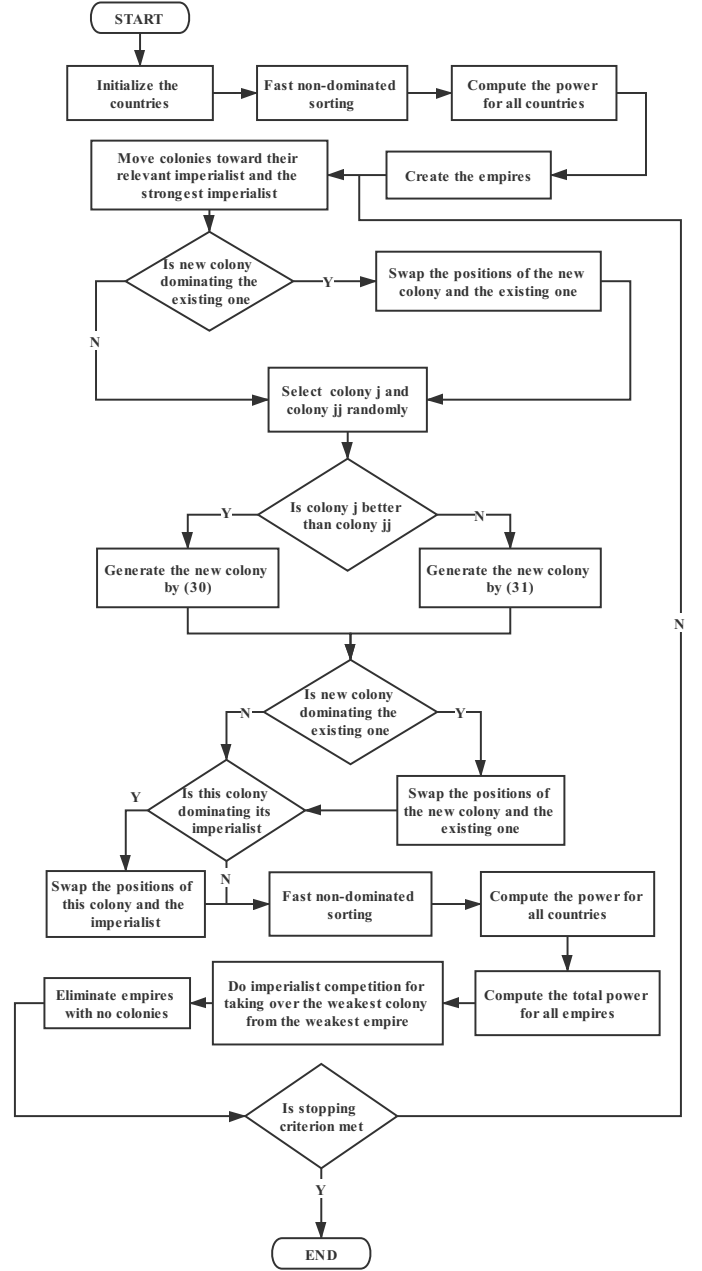 START
Initialize the
countries
Fast non-dominated
sorting
Compute the power
for all countries
Move colonies toward their
relevant imperialist and the
strongest imperialist
Create the empires
Is new colony
dominating the
existing one
Y
Swap the positions of the new
colony and the existing one
N
Select colony j and
colony jj randomly
Is colony j better
than colony jj
Y
N
Generate the new colony
by (30)
Generate the new colony
by (31)
N
Is new colony
dominating the
existing one
N
Y
Is this colony
dominating its
imperialist
Swap the positions of
the new colony and the
existing one
Y
N
Swap the positions of
this colony and the
imperialist
Fast non-dominated
sorting
Compute the power for
all countries
Eliminate empires
with no colonies
Do imperialist competition for
taking over the weakest colony
from the weakest empire
Compute the total power
for all empires
Is stopping
criterion met
Y
END